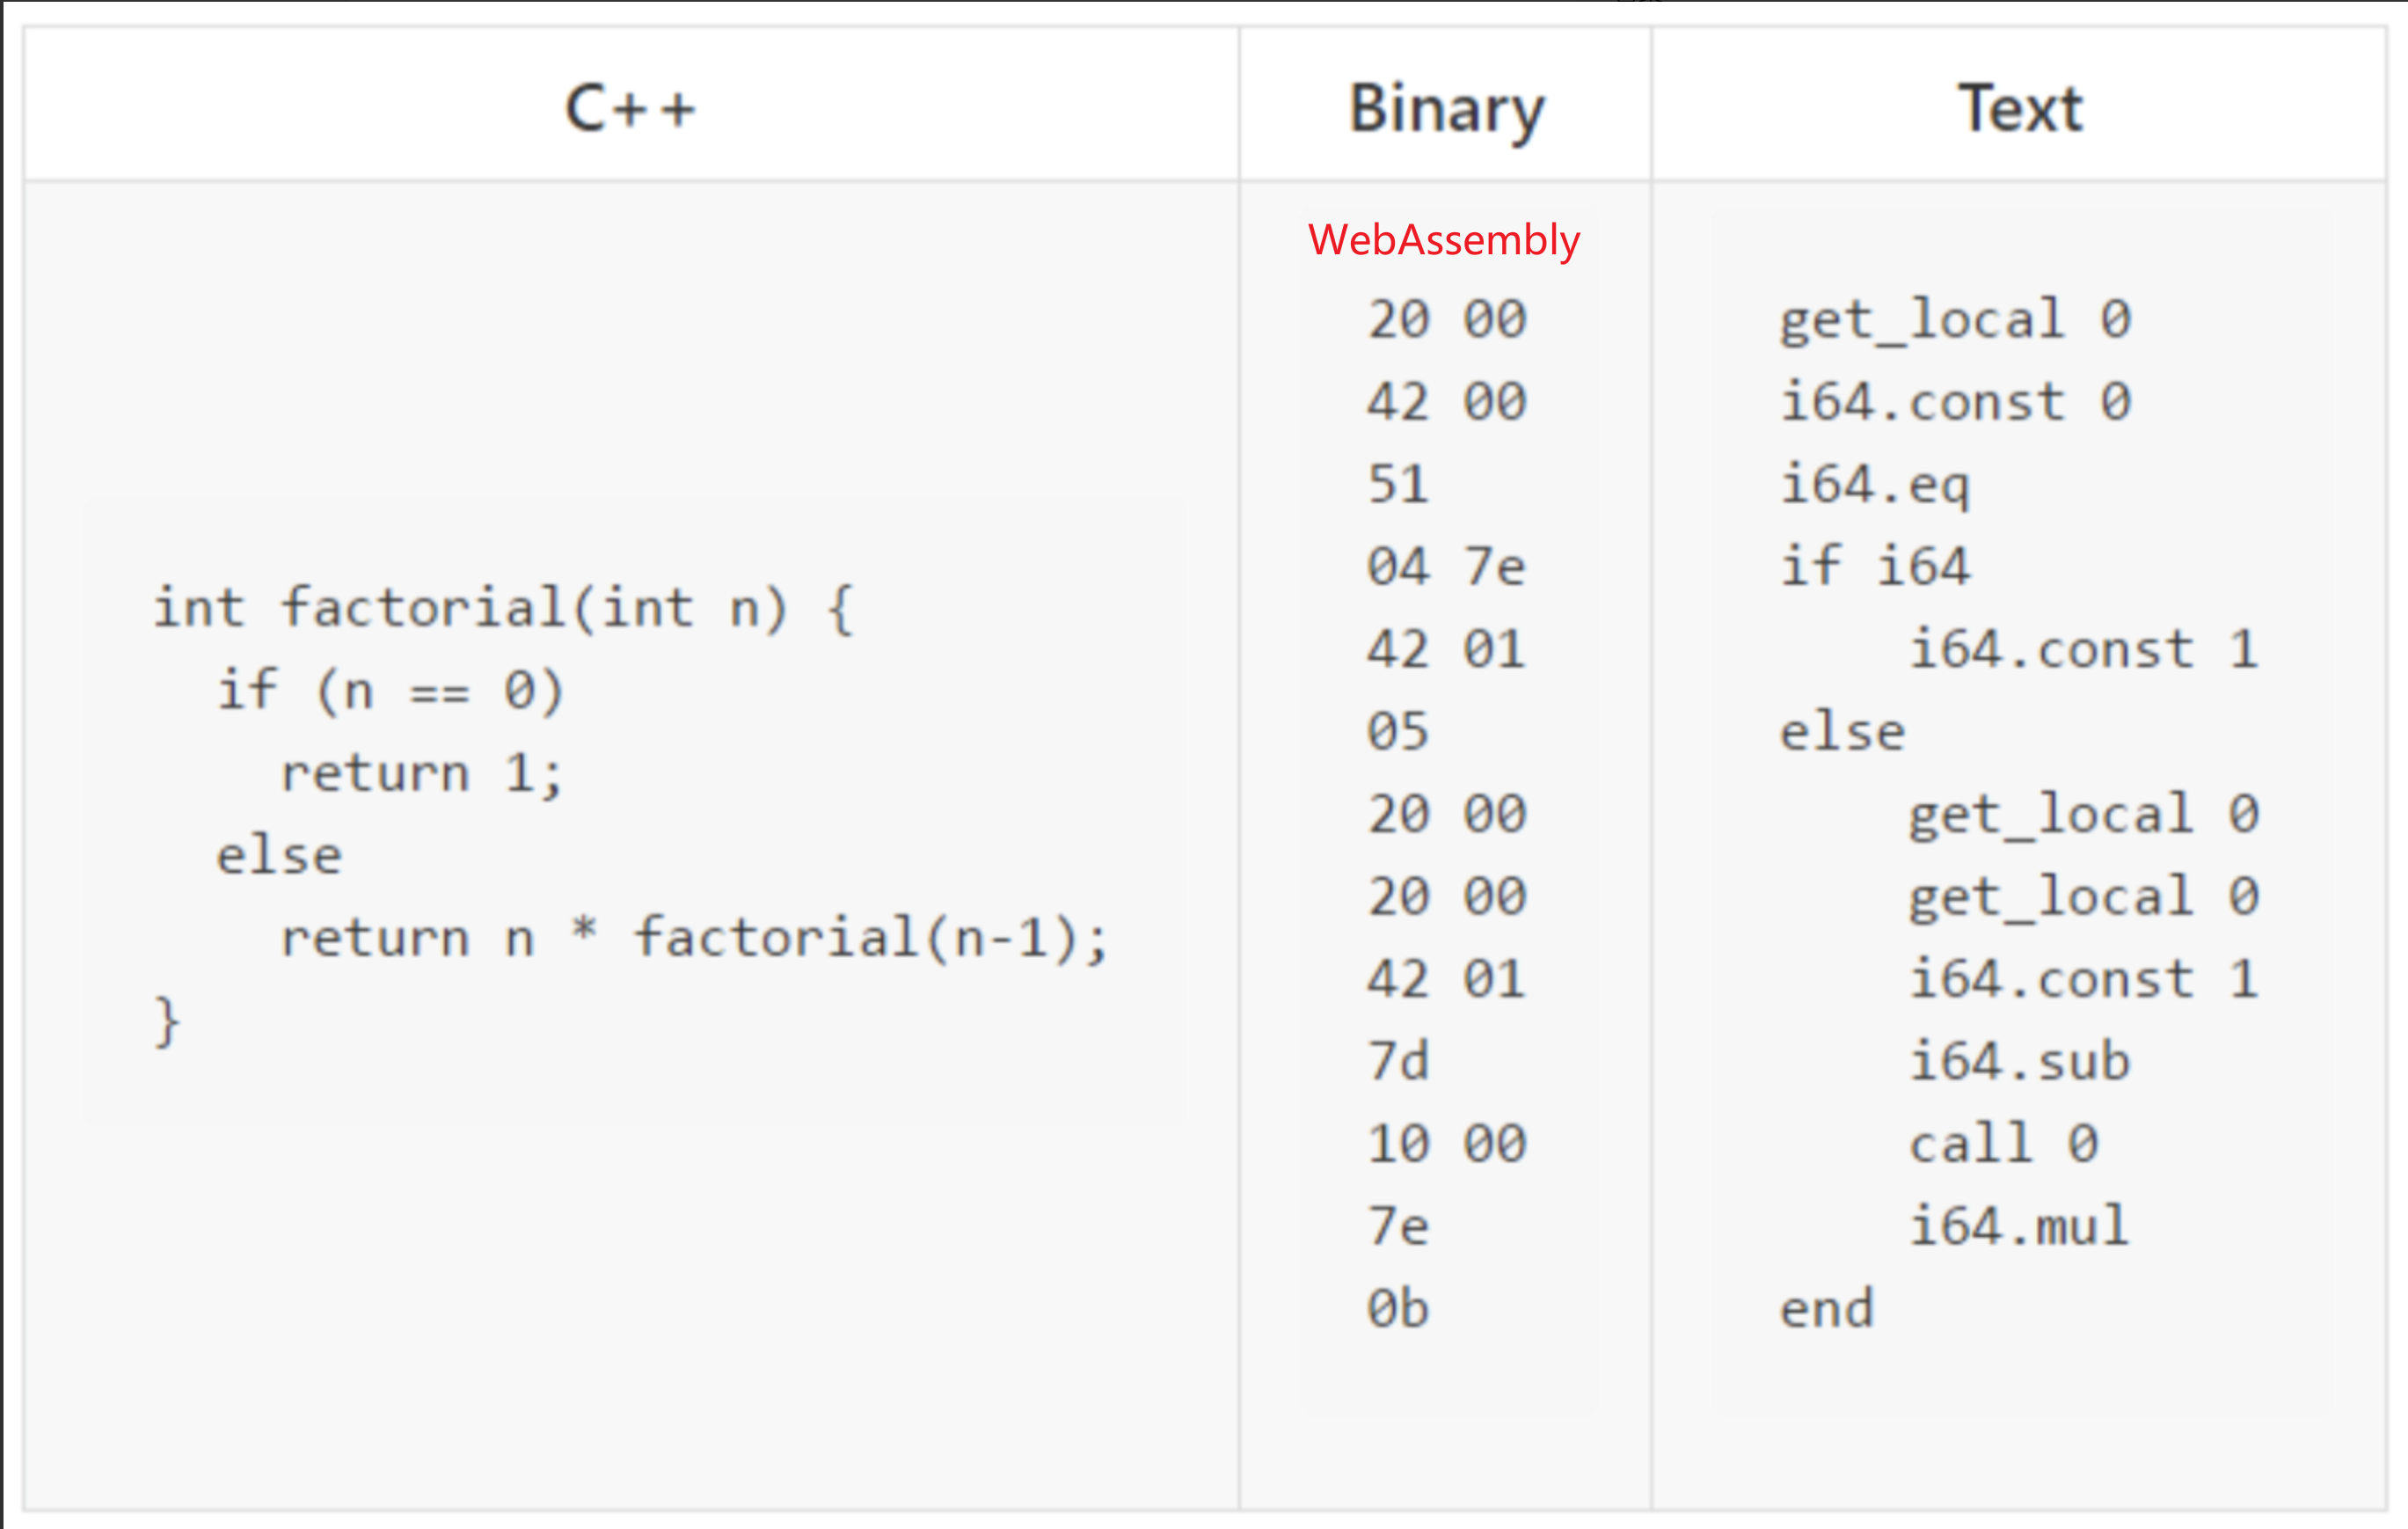 C++
Binary
Text
int factorial(int n) {
  if (n == 0)
    return 1;
  else
    return n * factorial(n-1);
}
WebAssembly
20 00
42 00
51
04 7e
42 01
05
20 00
20 00
42 01
7d
10 00
7e
0b
get_local 0
i64.const 0
i64.eq
if i64
    i64.const 1
else
    get_local 0
    get_local 0
    i64.const 1
    i64.sub
    call 0
    i64.mul
end